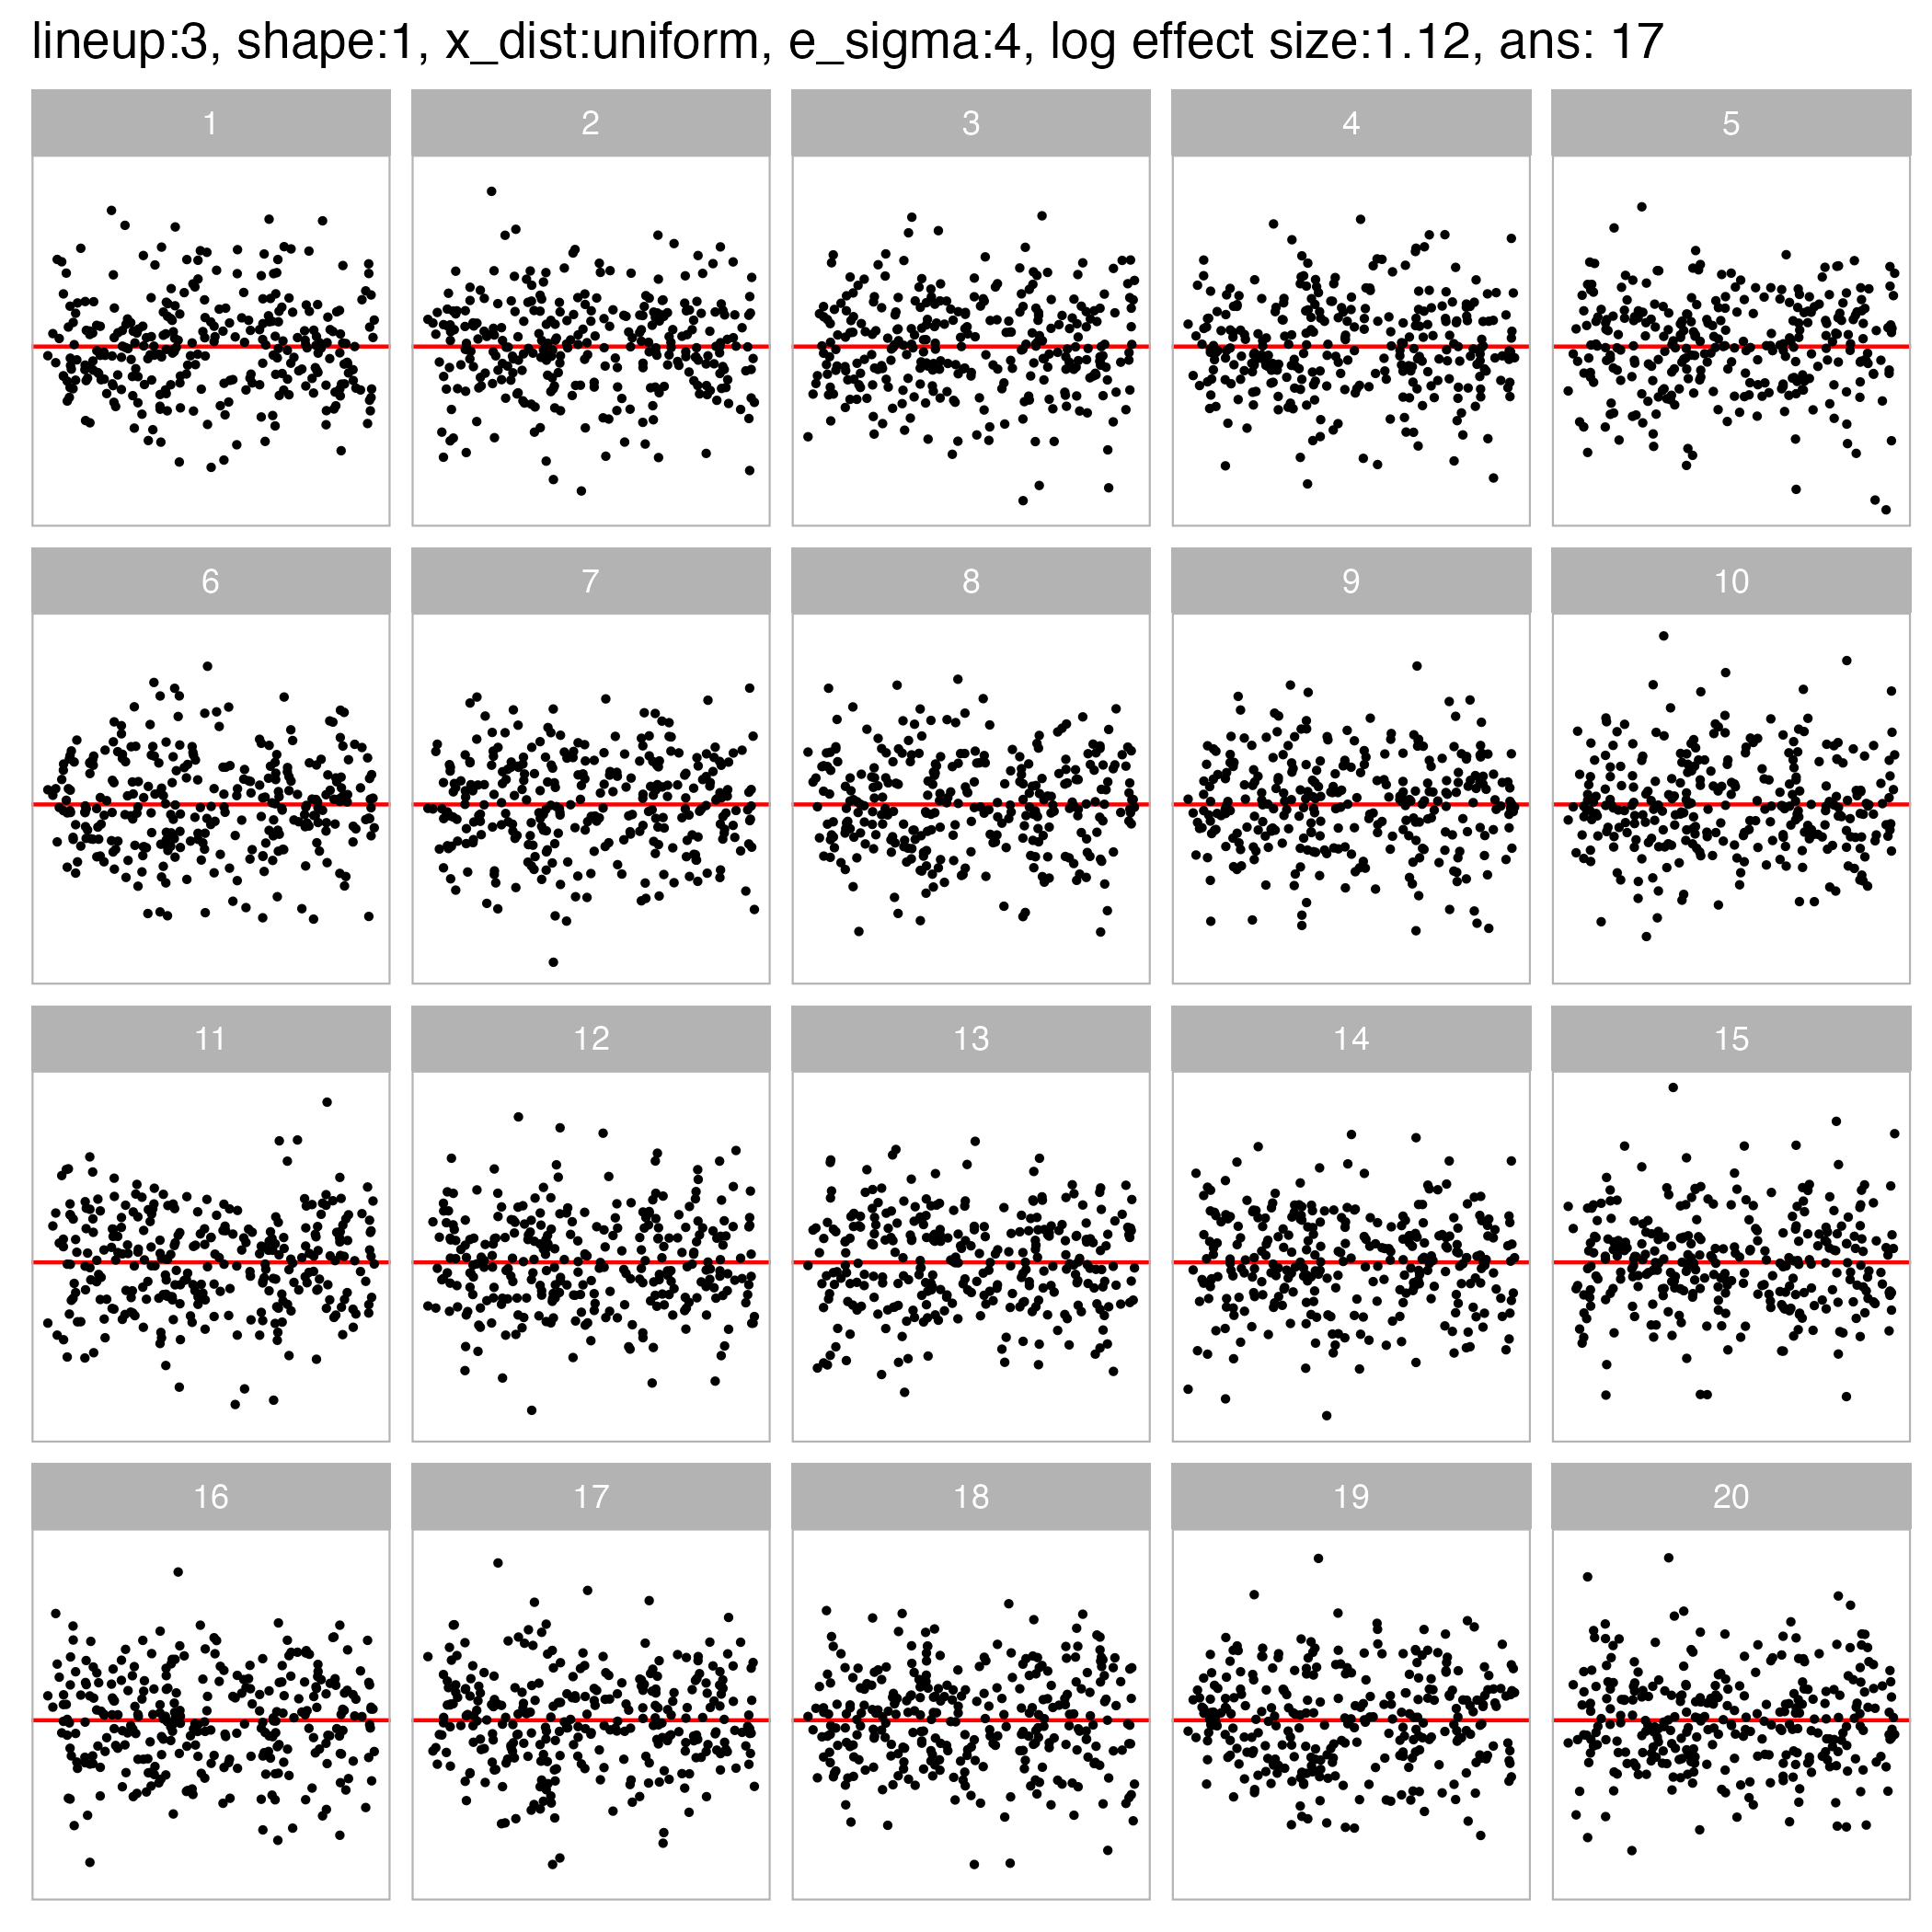 lineup:3, shape:1, x_dist:uniform, e_sigma:4, log effect size:1.12, ans: 17
1 2 3 4 5
6 7 8 9 10
11 12 13 14 15
16 17 18 19 20